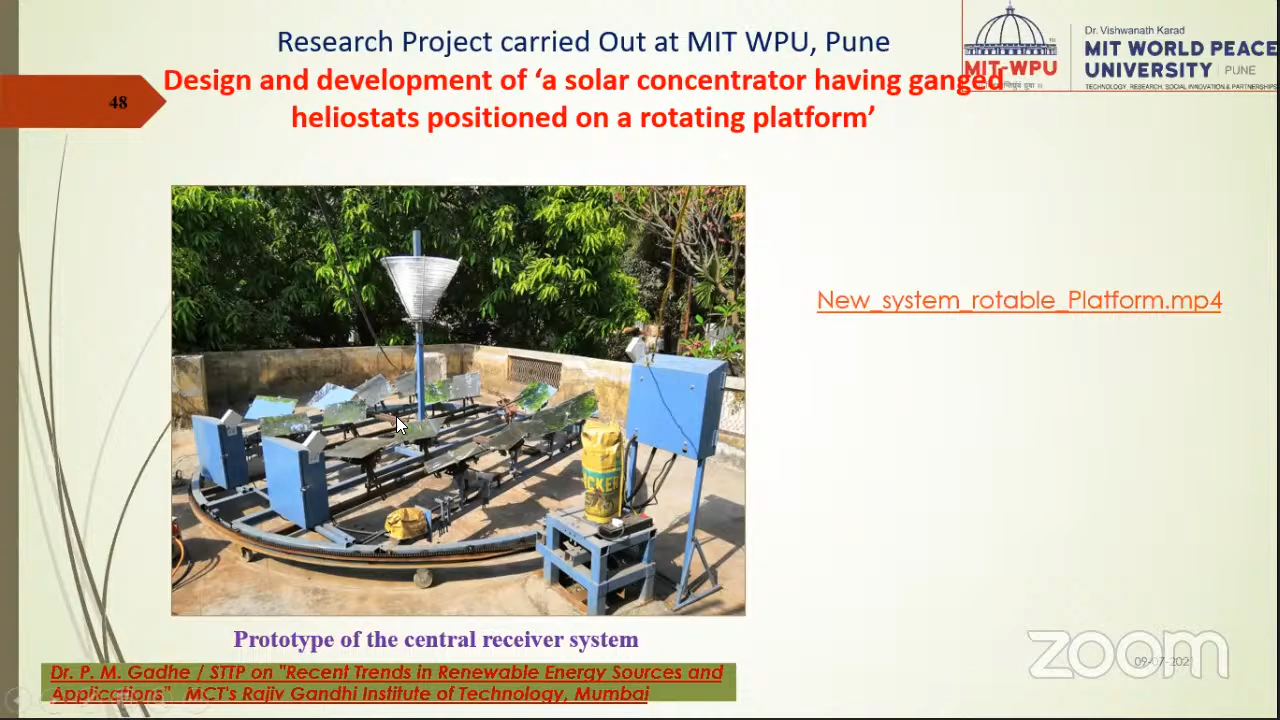 Research Project carried Out at MIT WPU, Pune
Design and development of ‘a solar concentrator having ganged
heliostats positioned on a rotating platform’
48
MIT-WPU
Dr. Vishwanath Karad
MIT WORLD PEACE
UNIVERSITY | PUNE
TECHNOLOGY, RESEARCH, SOCIAL INNOVATION & PARTNERSHIPS
New_system_rotable_Platform.mp4
Prototype of the central receiver system
Dr. P. M. Gadhe / STTP on "Recent Trends in Renewable Energy Sources and
Applications" MCT's Rajiv Gandhi Institute of Technology, Mumbai
zoom